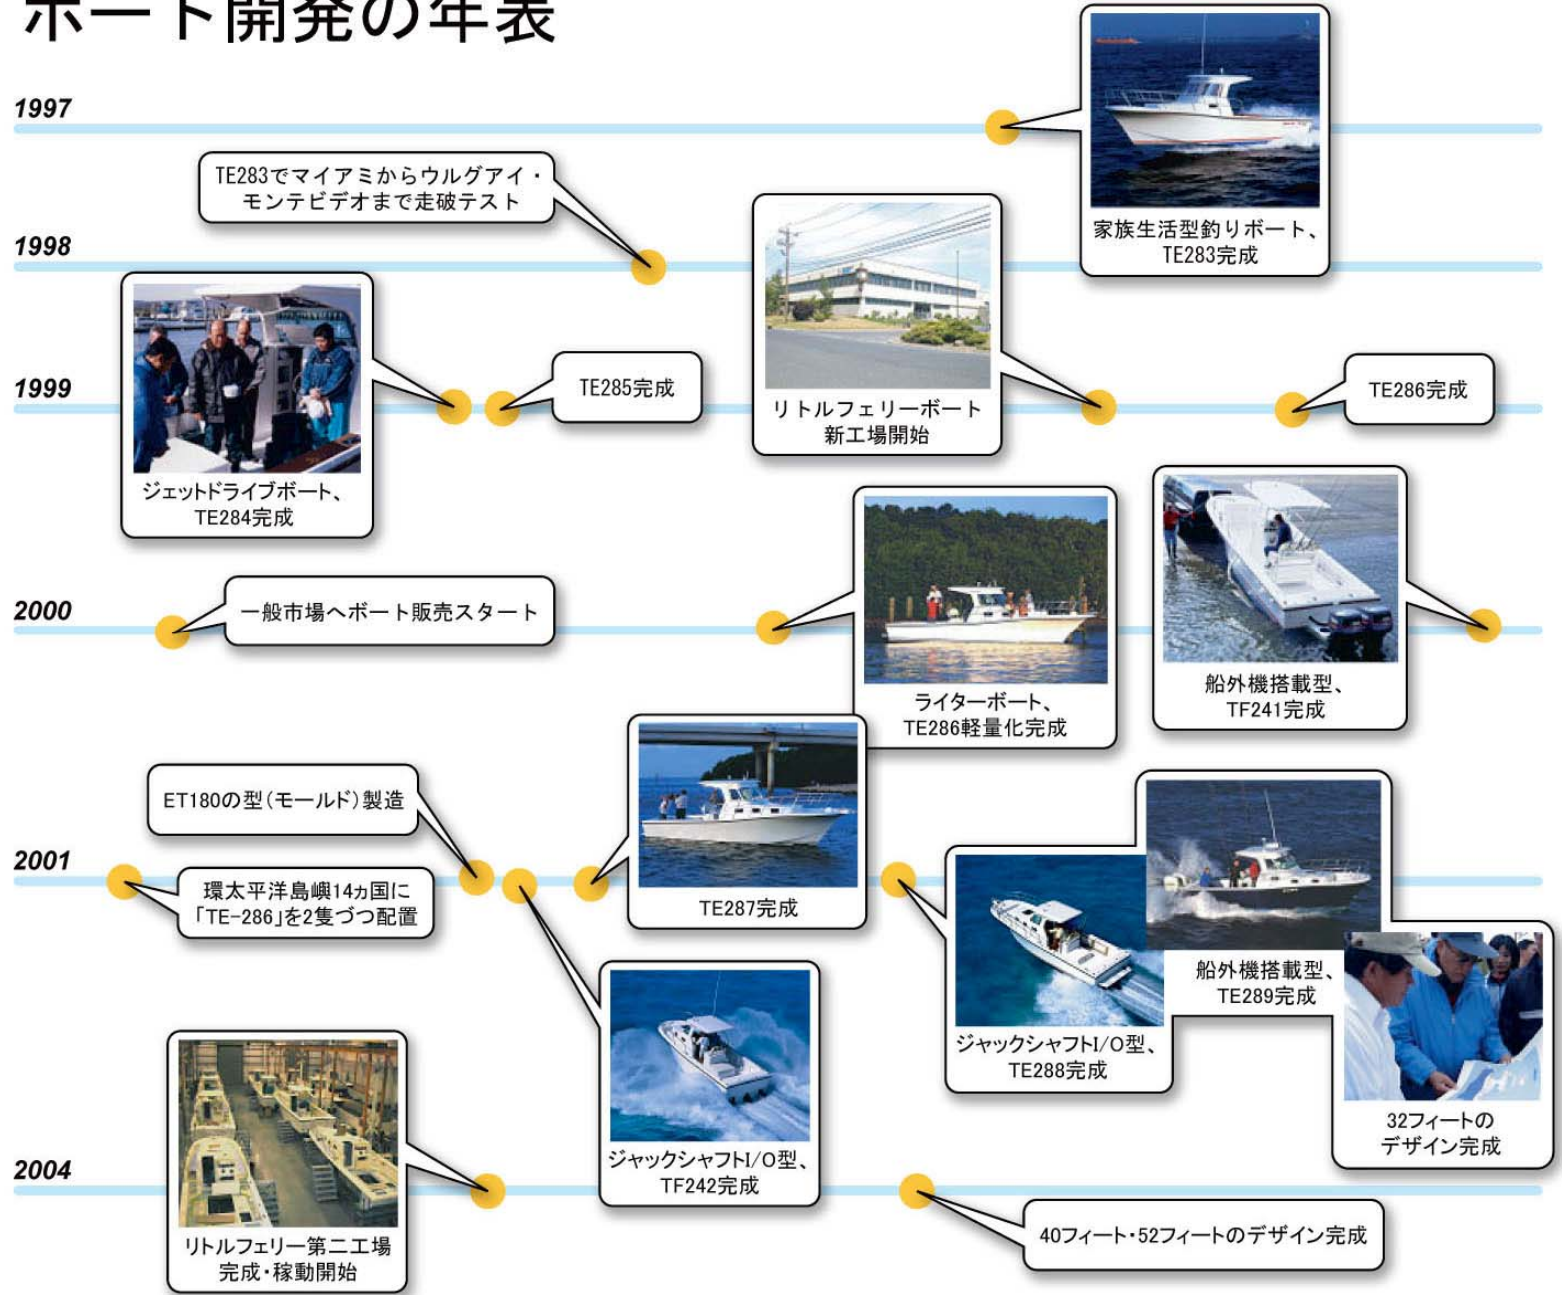 ボート開発の年表
1997
家族生活型釣りボート、
TE283完成
TE283でマイアミからウルグアイ・
モンテビデオまで走破テスト
1998
ジェットドライブボート、
TE284完成
1999
TE285完成
リトルフェリーボート
新工場開始
TE286完成
2000
一般市場へボート販売スタート
ライターボート、
TE286軽量化完成
船外機搭載型、
TF241完成
2001
環太平洋島嶼14ヵ国に
「TE-286」を2隻づつ配置
ET180の型(モールド)製造
ジャックシャフトI/O型、
TF242完成
TE287完成
ジャックシャフトI/O型、
TE288完成
船外機搭載型、
TE289完成
32フィートの
デザイン完成
2004
リトルフェリー第二工場
完成・稼動開始
40フィート・52フィートのデザイン完成